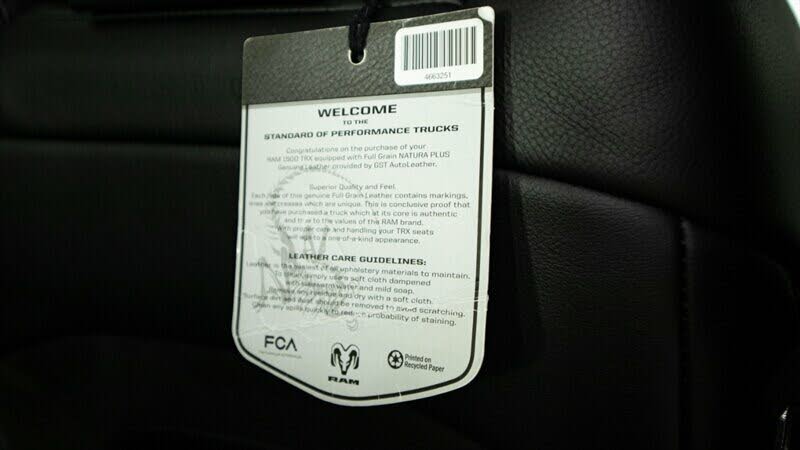 4663251
WELCOME
TO THE
STANDARD OF PERFORMANCE TRUCKS
Congratulations on the purchase of your
RAM 1500 TRX equipped with Full Grain NATURA PLUS
Genuine Leather provided by GST AutoLeather.
Superior Quality and Feel.
Each hide of this genuine Full Grain Leather contains markings,
lines and creases which are unique. This is conclusive proof that
you have purchased a truck which at its core is authentic
and true to the values of the RAM brand.
With proper care and handling your TRX seats
will age to a one-of-a-kind appearance.
LEATHER CARE GUIDELINES:
Leather is the easiest of all upholstery materials to maintain.
To clean, simply use a soft cloth dampened
with lukewarm water and mild soap.
Remove any residue and dry with a soft cloth.
Surface dirt and dust should be removed to avoid scratching.
Clean any spills quickly to reduce probability of staining.
FCA
RAM
Printed on
Recycled Paper